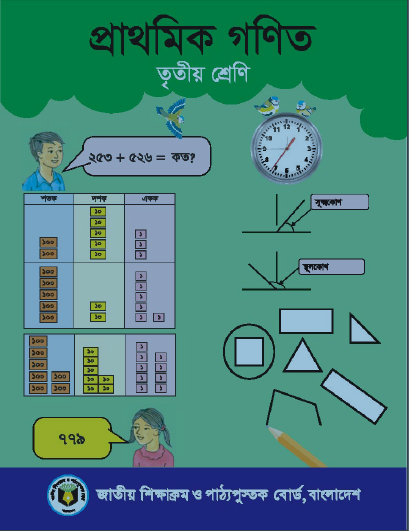 প্রাথমিক গণিত
তৃতীয় শ্রেণি
২৫৩ + ৫২৬ = কত?
শতক দশক একক
১০
১০
১০ ১
১০০ ১০ ১
১০০ ১০ ১
১০০ ১
১০০ ১
১০০ ১
১০০ ১০ ১
১০০ ১০ ১ ১
১০০ ১
১০০ ১০ ১ ১
১০০ ১০ ১ ১
১০০ ১০০ ১০ ১০ ১ ১
১০০ ১০০ ১০ ১০ ১ ১
সূক্ষ্মকোণ
স্থূলকোণ
৭৭৯
জাতীয় শিক্ষাক্রম ও পাঠ্যপুস্তক বোর্ড, বাংলাদেশ